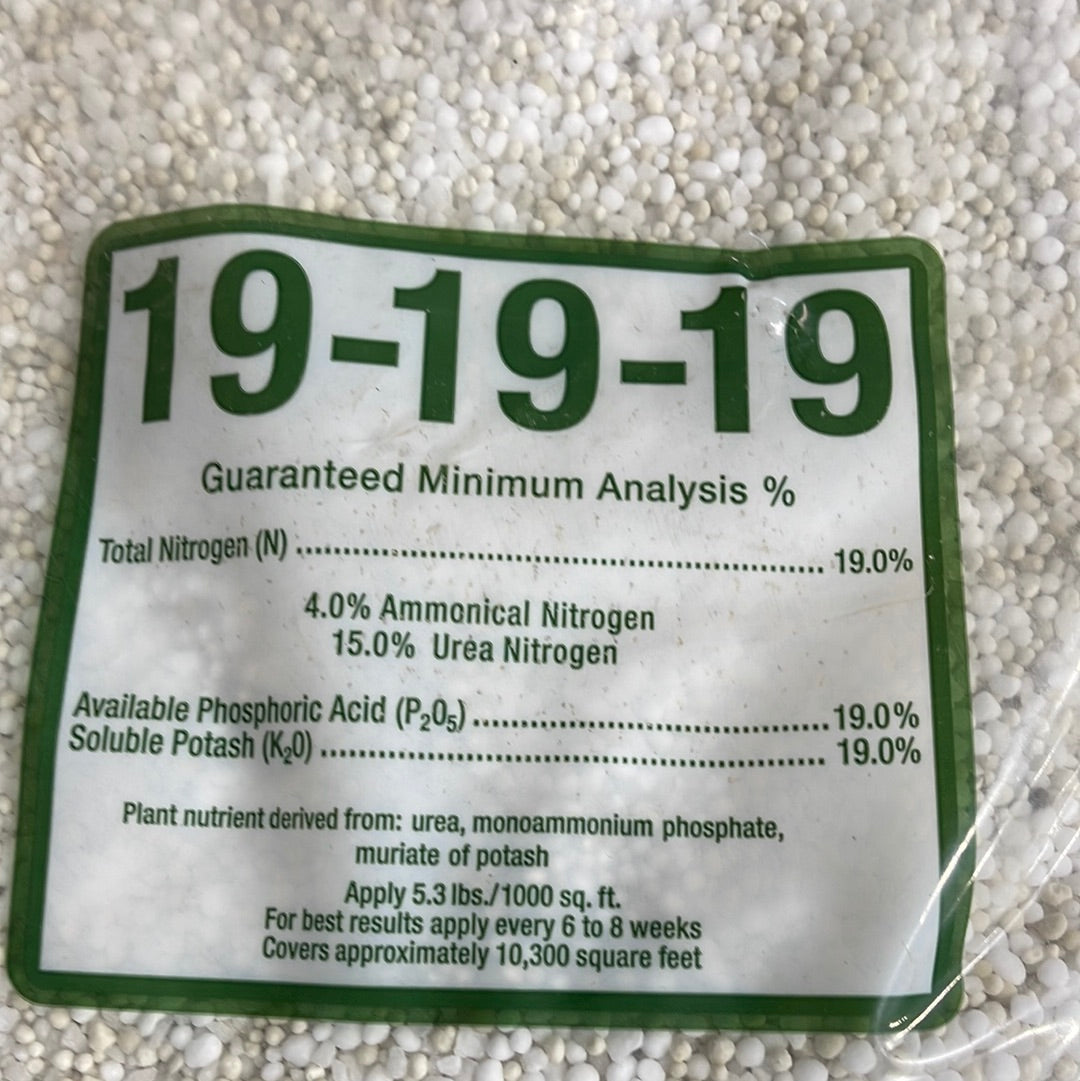 19-19-19
Guaranteed Minimum Analysis %
Total Nitrogen (N) ........................................................ 19.0%
4.0% Ammonical Nitrogen
15.0% Urea Nitrogen
Available Phosphoric Acid (P₂O₅) ......................................19.0%
Soluble Potash (K₂O) ...................................................... 19.0%
Plant nutrient derived from: urea, monoammonium phosphate,
muriate of potash
Apply 5.3 lbs./1000 sq. ft.
For best results apply every 6 to 8 weeks
Covers approximately 10,300 square feet